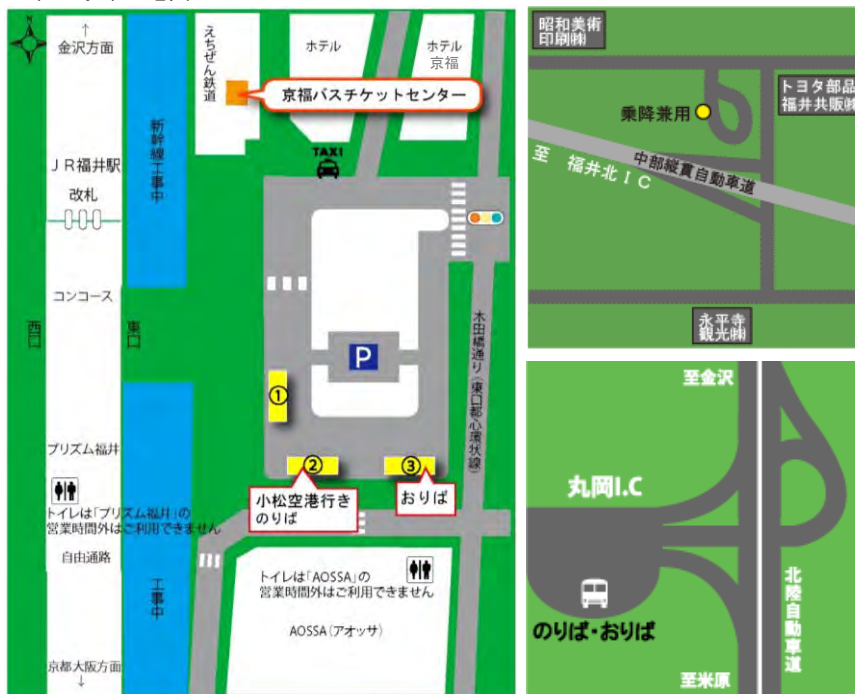 ↑
金沢方面
えちぜん鉄道
ホテル
ホテル
京福
京福バスチケットセンター
新幹線工事中
TAXI
JR福井駅
改札
コンコース
西口
東口
P
木田橋通り(東口都心環状線)
①
②
③
小松空港行き
のりば
おりば
プリズム福井
トイレは「プリズム福井」の
営業時間外はご利用できません
自由通路
工事中
トイレは「AOSSA」の
営業時間外はご利用できません
AOSSA(アオッサ)
京都大阪方面
↓
昭和美術
印刷㈱
トヨタ部品
福井共販㈱
乗降兼用
中部縦貫自動車道
至 福井北IC
永平寺
観光㈱
至金沢
丸岡I.C
北陸自動車道
のりば・おりば
至米原